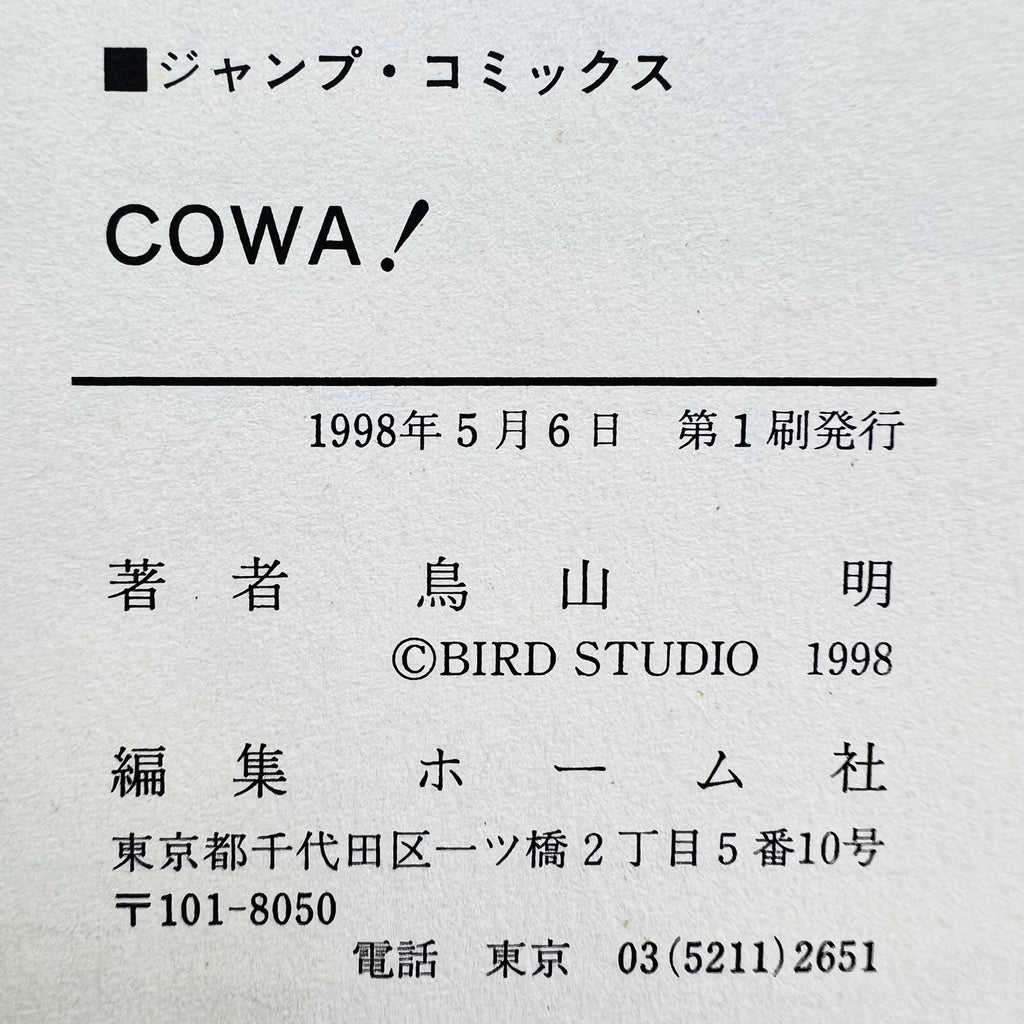 ■ジャンプ・コミックス
COWA!
1998年5月6日　第1刷発行
著者　鳥山　明
©BIRD STUDIO　1998
編集　ホーム社
東京都千代田区一ツ橋2丁目5番10号
〒101-8050
電話　東京　03(5211)2651